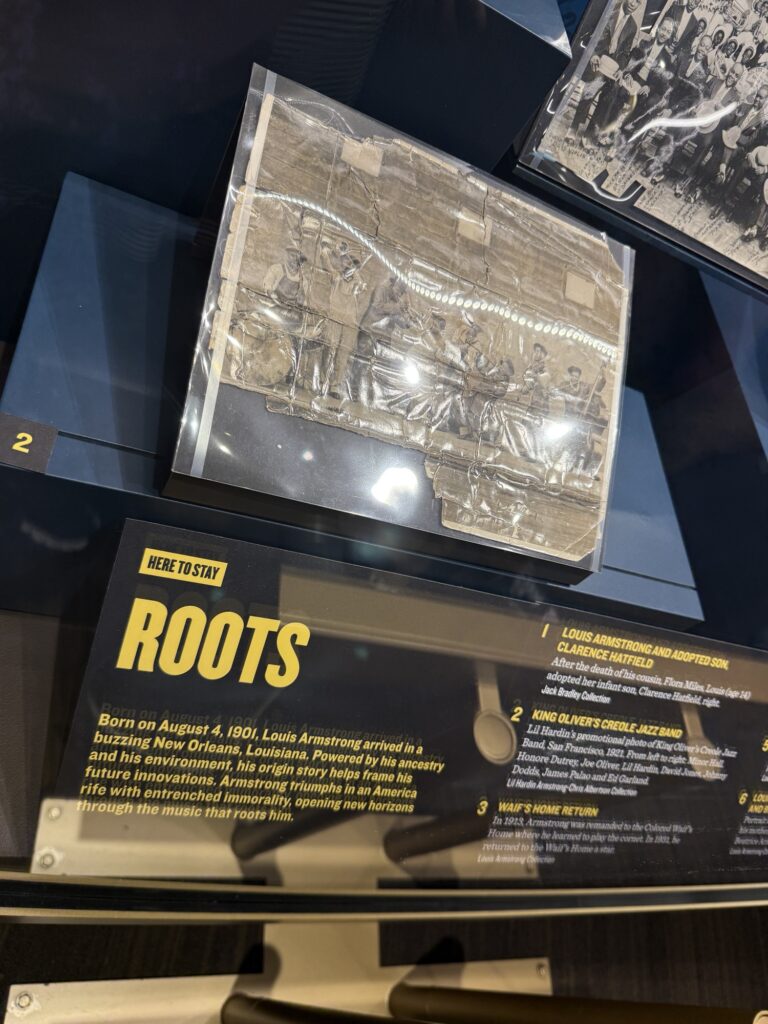 2
HERE TO STAY
ROOTS
Born on August 4, 1901, Louis Armstrong arrived in a
buzzing New Orleans, Louisiana. Powered by his ancestry
and his environment, his origin story helps frame his
future innovations. Armstrong triumphs in an America
rife with entrenched immorality, opening new horizons
through the music that roots him.
1 LOUIS ARMSTRONG AND ADOPTED SON,
CLARENCE HATFIELD
After the death of his cousin, Flora Miles, Louis (age 14)
adopted her infant son, Clarence Hatfield, right.
Jack Bradley Collection
2 KING OLIVER'S CREOLE JAZZ BAND
Lil Hardin's promotional photo of King Oliver's Creole Jazz
Band, San Francisco, 1921. From left to right: Minor Hall,
Honore Dutrey, Joe Oliver, Lil Hardin, David Jones, Johnny
Dodds, James Palao and Ed Garland.
Lil Hardin Armstrong-Chris Albertson Collection
3 WAIF'S HOME RETURN
In 1913, Armstrong was remanded to the Colored Waif's
Home where he learned to play the cornet. In 1931, he
returned to the Waif's Home a star.
Louis Armstrong Collection
6